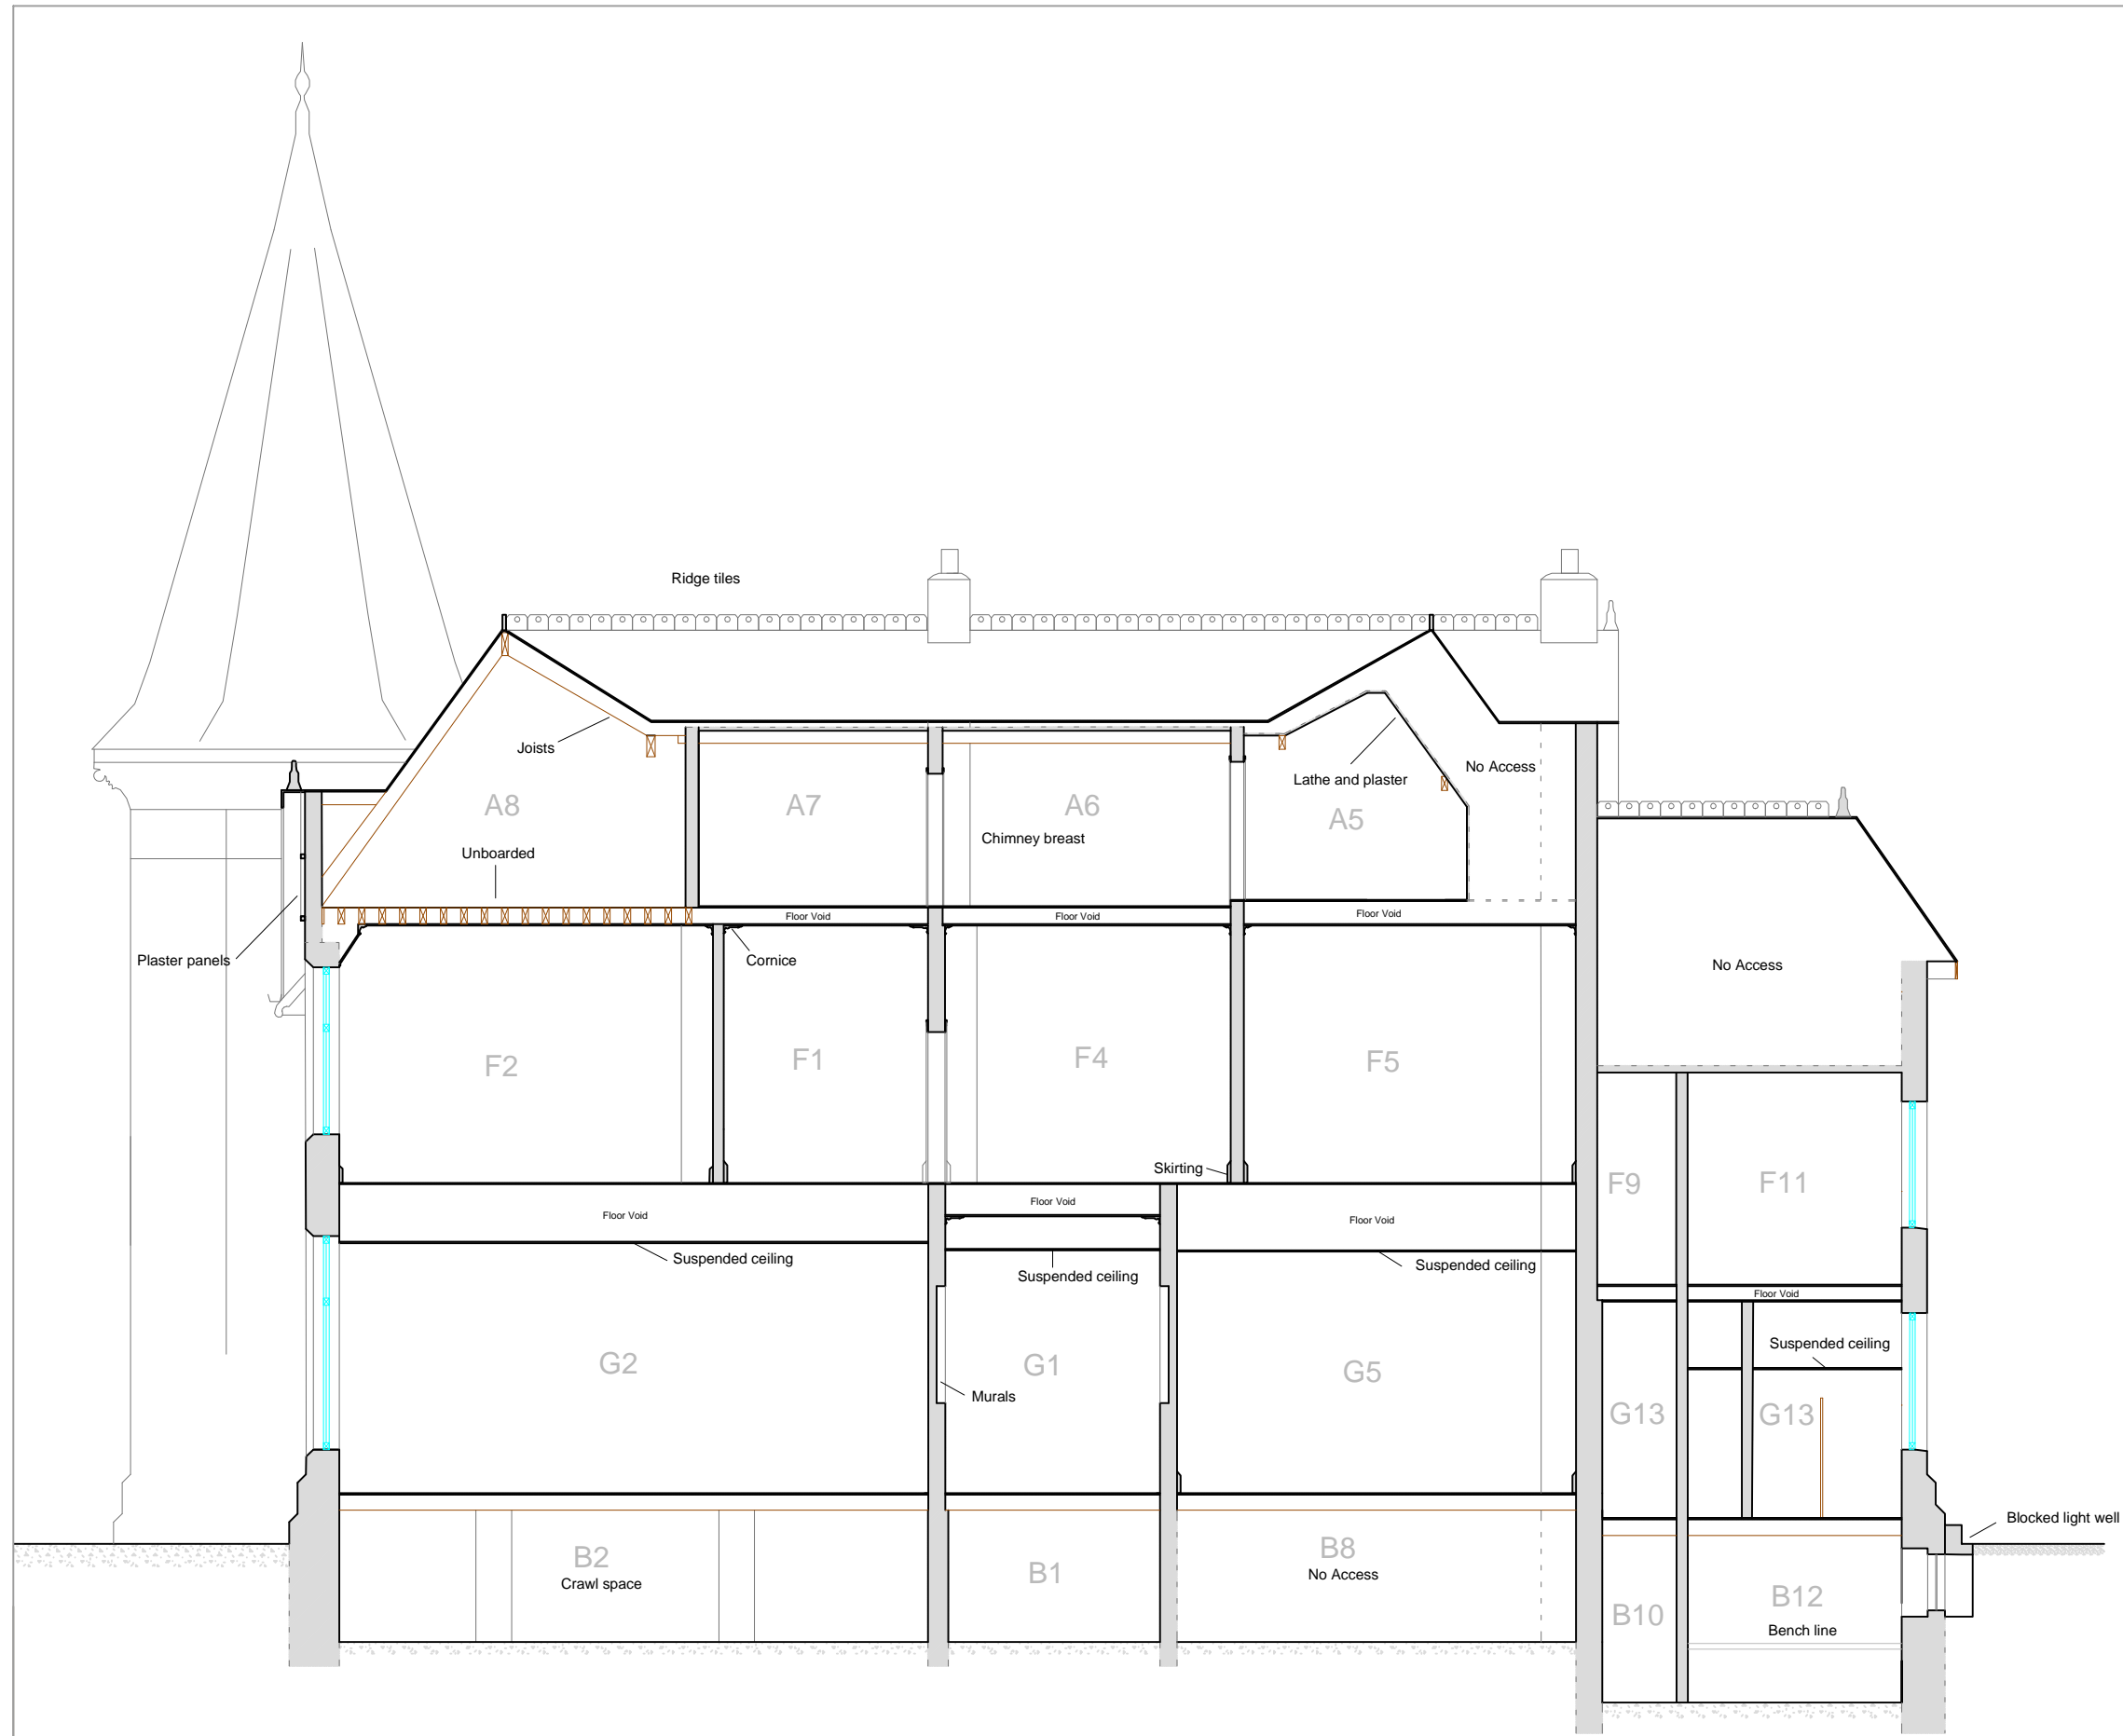 Ridge tiles
Joists
No Access
Lathe and plaster
A8
A7
A6
A5
Chimney breast
Unboarded
Floor Void
Floor Void
Floor Void
Plaster panels
Cornice
No Access
F2
F1
F4
F5
Skirting
F9
F11
Floor Void
Floor Void
Floor Void
Suspended ceiling
Suspended ceiling
Suspended ceiling
Floor Void
Suspended ceiling
G2
G1
G5
Murals
G13
G13
Blocked light well
B2
Crawl space
B1
B8
No Access
B10
B12
Bench line